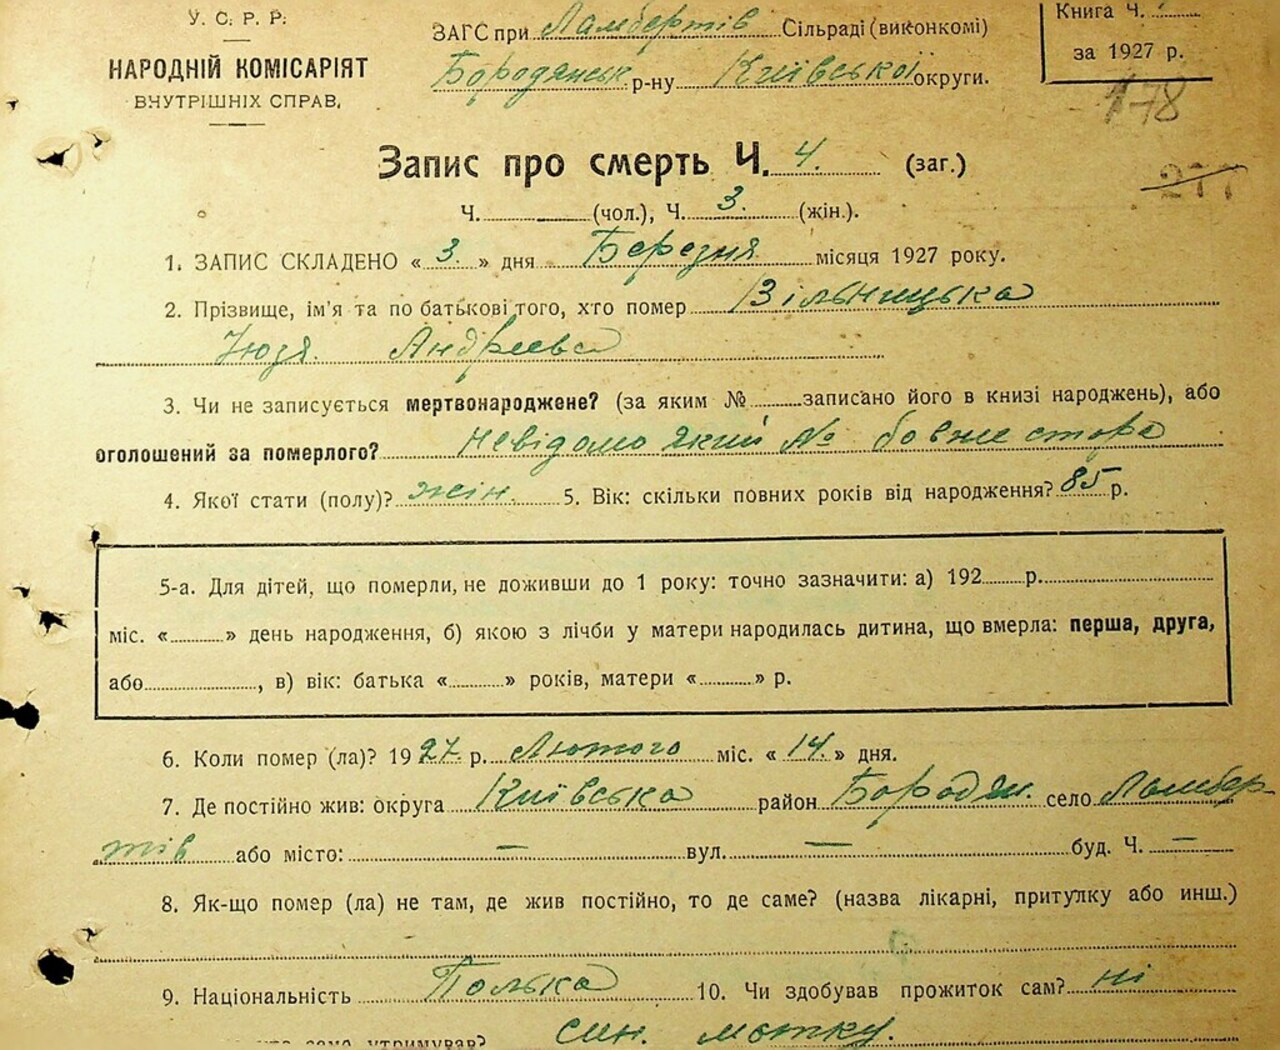 У. С. Р. Р.
НАРОДНІЙ КОМІСАРІЯТ
ВНУТРІШНІХ СПРАВ.
ЗАГС при Ламбертів Сільраді (виконкомі)
Бородянськ. р-ну Київської округи.
Книга Ч.
за 1927 р.
178
277
Запис про смерть Ч. 4. (заг.)
Ч. (чол.), Ч. 3. (жін.).
1. ЗАПИС СКЛАДЕНО « 3. » дня Березня місяця 1927 року.
2. Прізвище, ім'я та по батькові того, хто помер Зільницька
Юзя. Андреева
3. Чи не записується мертвонароджене? (за яким № записано його в книзі народжень), або
оголошений за померлого? невідомо який № бо вже стара
4. Якої стати (полу)? жін. 5. Вік: скільки повних років від народження? 85 р.
5-а. Для дітей, що померли, не доживши до 1 року: точно зазначити: а) 192 р.
міс. « » день народження, б) якою з лічби у матери народилась дитина, що вмерла: перша, друга,
або , в) вік: батька « » років, матери « » р.
6. Коли помер (ла)? 1927. р. Лютого міс. « 14. » дня.
7. Де постійно жив: округа Київська район Бородян. село Ламбер-
тів або місто: — вул. — буд. Ч. —
8. Як-що помер (ла) не там, де жив постійно, то де саме? (назва лікарні, притулку або инш.)
9. Національність Полька 10. Чи здобував прожиток сам? ні
утримував? син. матку.